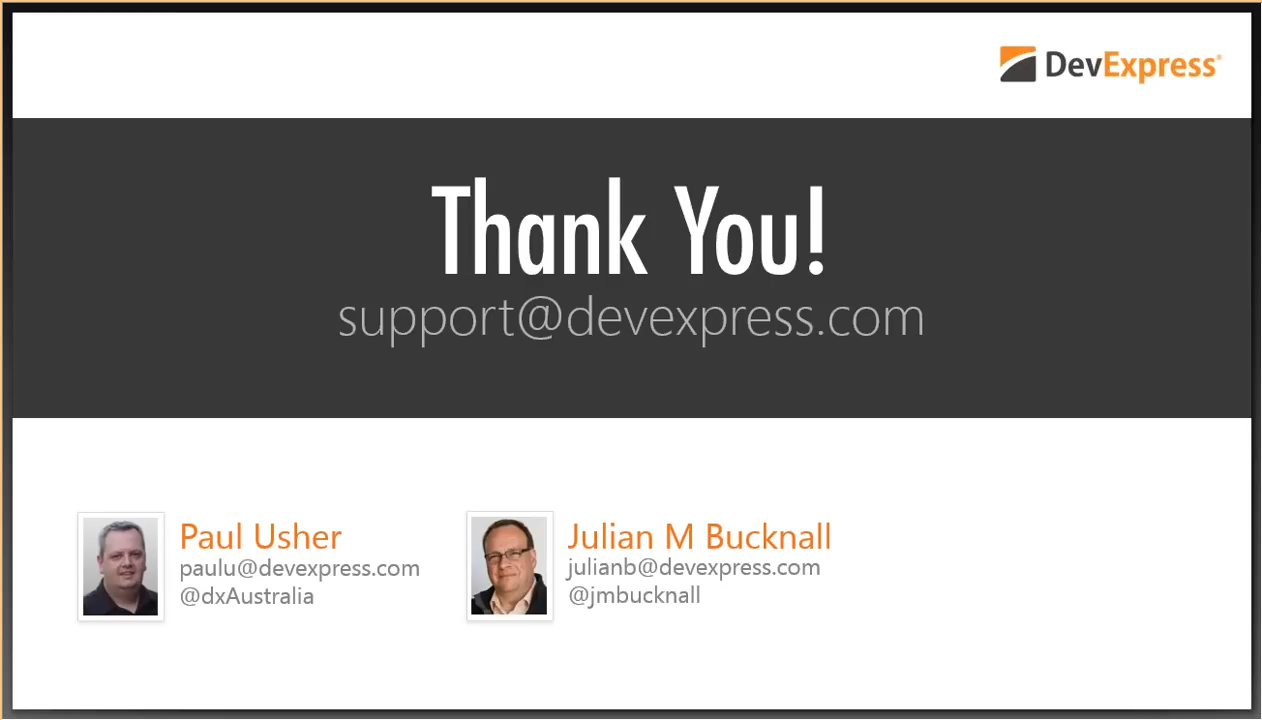 DevExpress®
Thank You!
support@devexpress.com
Paul Usher
paulu@devexpress.com
@dxAustralia
Julian M Bucknall
julianb@devexpress.com
@jmbucknall